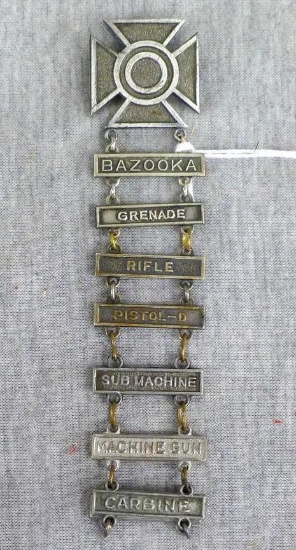 BAZOOKA
GRENADE
RIFLE
PISTOL-D
SUB MACHINE
MACHINE GUN
CARBINE